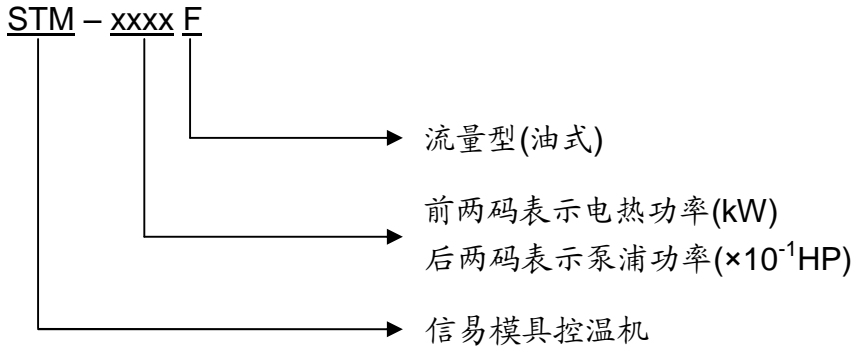 STM – xxxx F
流量型(油式)
前两码表示电热功率(kW)
后两码表示泵浦功率(×10⁻¹HP)
信易模具控温机